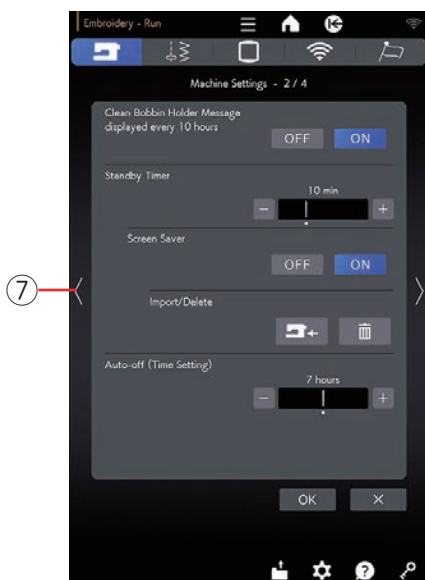 Embroidery - Run
Machine Settings - 2 / 4
Clean Bobbin Holder Message
displayed every 10 hours
OFF ON
Standby Timer
10 min
− +
Screen Saver
OFF ON
⑦
Import/Delete
Auto-off (Time Setting)
7 hours
− +
OK ×